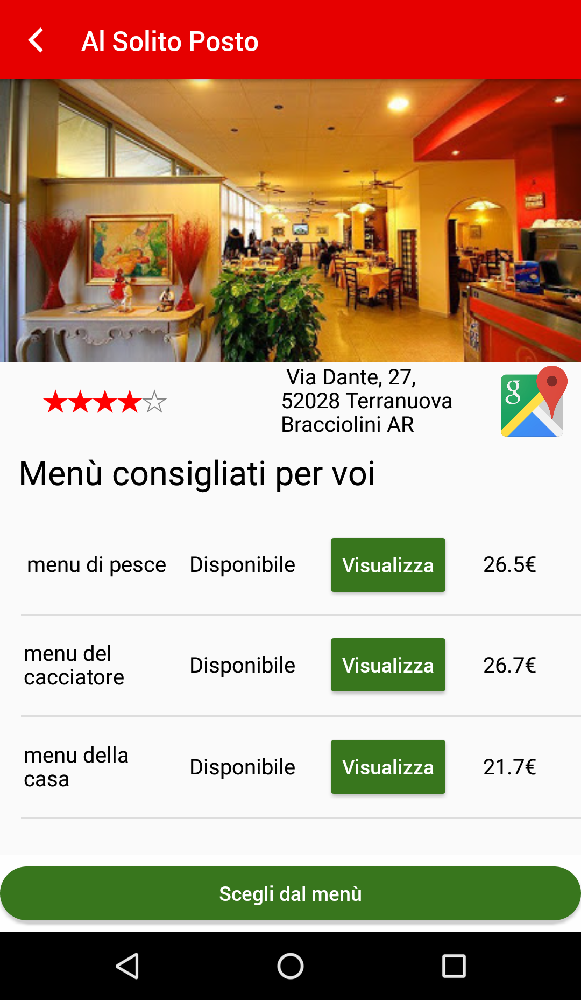 Al Solito Posto
Via Dante, 27,
52028 Terranuova
Bracciolini AR
g
Menù consigliati per voi
menu di pesce Disponibile Visualizza 26.5€
menu del
cacciatore Disponibile Visualizza 26.7€
menu della
casa Disponibile Visualizza 21.7€
Scegli dal menù